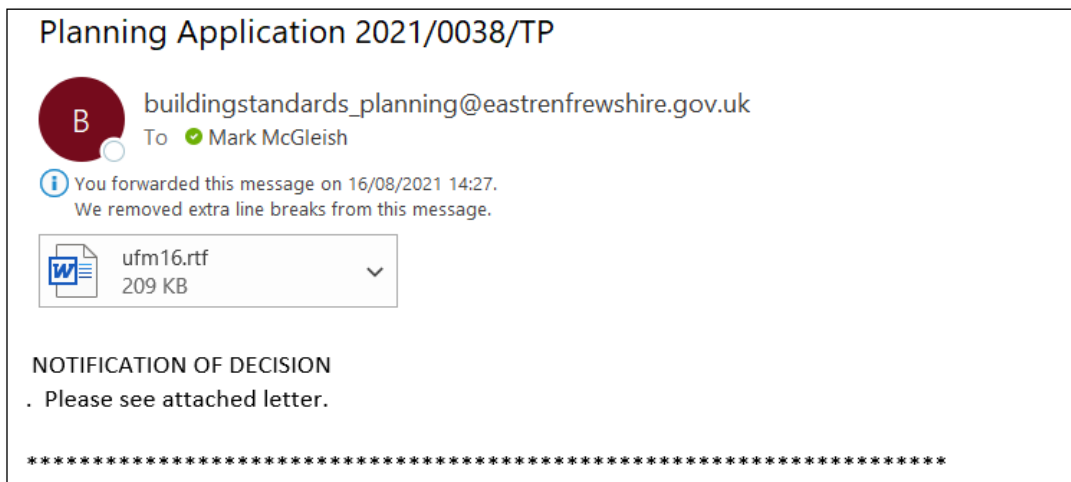 Planning Application 2021/0038/TP
B
buildingstandards_planning@eastrenfrewshire.gov.uk
To Mark McGleish
You forwarded this message on 16/08/2021 14:27.
We removed extra line breaks from this message.
W
ufm16.rtf
209 KB
NOTIFICATION OF DECISION
. Please see attached letter.
**********************************************************************